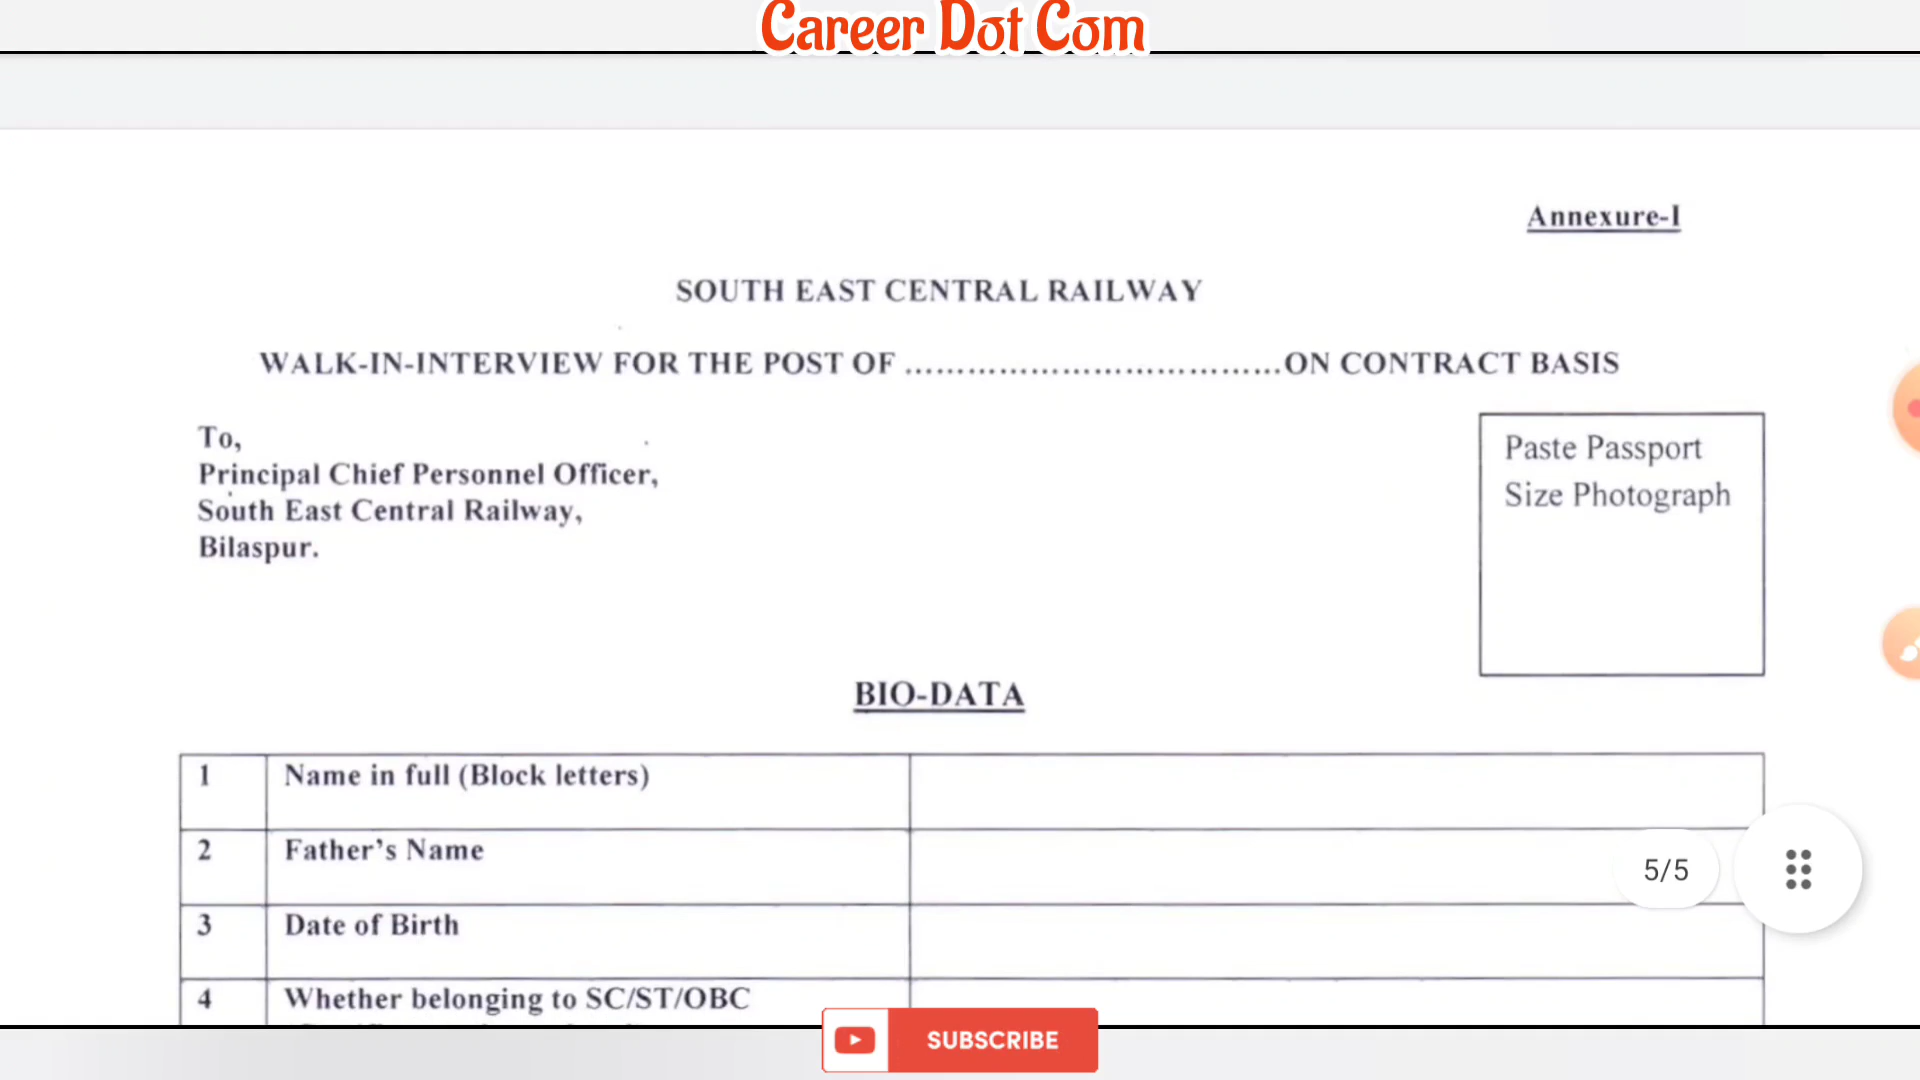 Career Dot Com
Annexure-I
SOUTH EAST CENTRAL RAILWAY
WALK-IN-INTERVIEW FOR THE POST OF ....................................ON CONTRACT BASIS
To,
Principal Chief Personnel Officer,
South East Central Railway,
Bilaspur.
Paste Passport
Size Photograph
BIO-DATA
1 Name in full (Block letters)
2 Father's Name
3 Date of Birth
4 Whether belonging to SC/ST/OBC
5/5
SUBSCRIBE